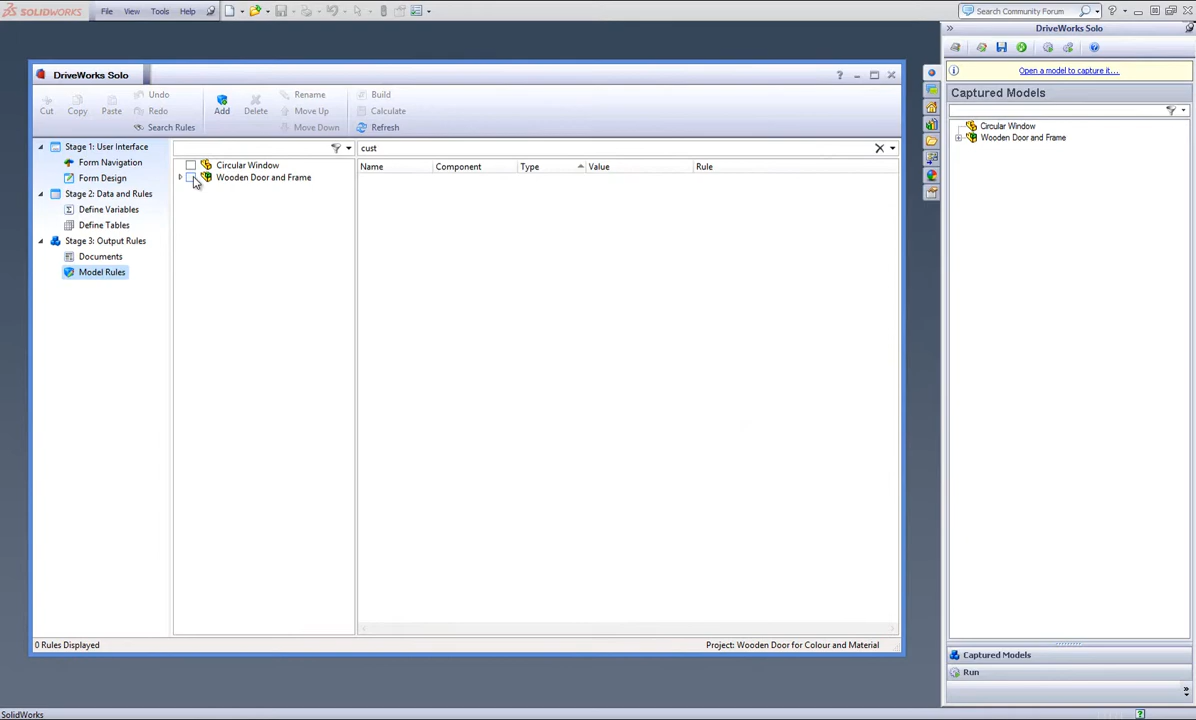 SOLIDWORKS File View Tools Help Search Community Forum
DriveWorks Solo
Open a model to capture it...
Captured Models
Circular Window
Wooden Door and Frame
Captured Models
Run
DriveWorks Solo
Cut Copy Paste Undo Redo Search Rules Add Delete Rename Move Up Move Down Build Calculate Refresh
Stage 1: User Interface
Form Navigation
Form Design
Stage 2: Data and Rules
Define Variables
Define Tables
Stage 3: Output Rules
Documents
Model Rules
Circular Window
Wooden Door and Frame
cust
Name Component Type Value Rule
0 Rules Displayed Project: Wooden Door for Colour and Material
SolidWorks